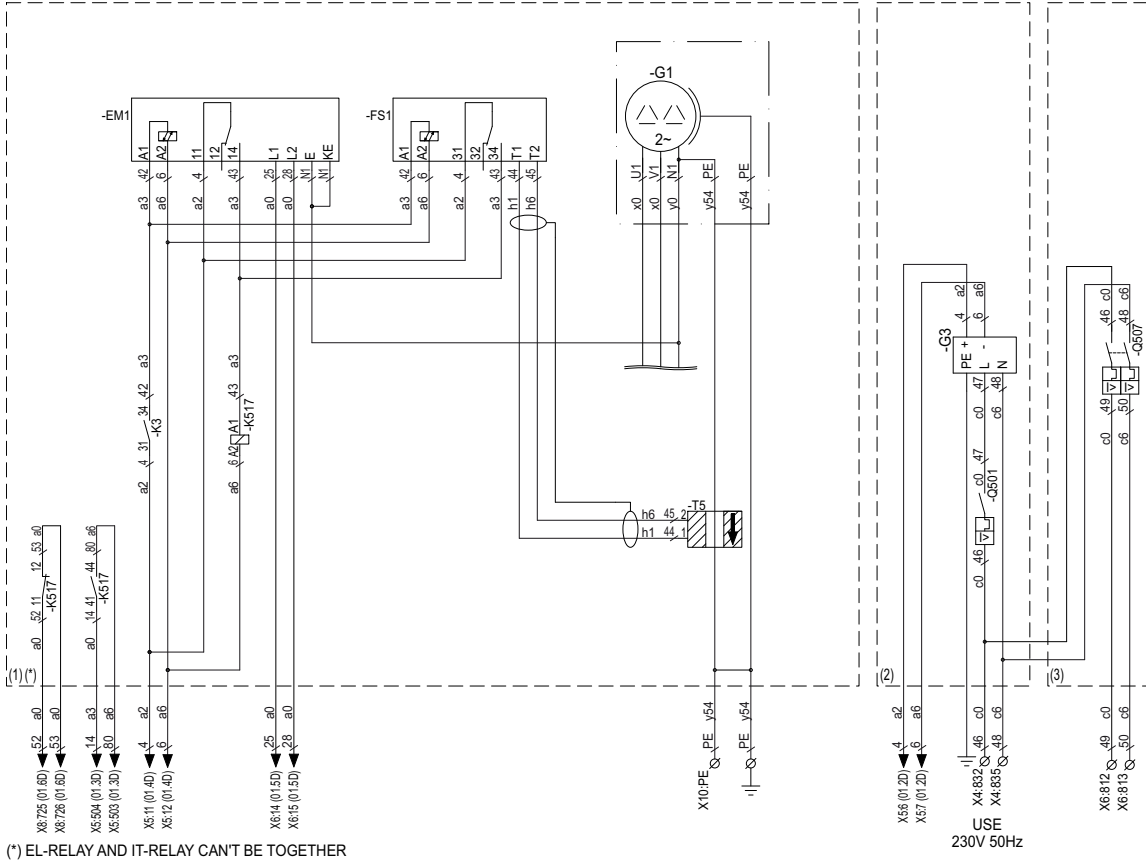 -G1
2~
U1 V1 N1 PE PE
x0 x0 y0 y54 y54
-EM1
A1 A2 11 12 14 L1 L2 E KE
42 6 4 43 25 28 N1 N1
a3 a6 a2 a3 a0 a0
-FS1
A1 A2 31 32 34 T1 T2
42 6 4 43 44 45
a3 a6 a2 a3 h1 h6
a3
42
34
-K3
31
4
a2
a3
43
A1
-K517
A2
6
a6
-T5
h6 45 2
h1 44 1
a0 a0
53
12
-K517
11
52
a0
a6
80
44
-K517
41
14
a0
(1) (*)
a0 a0 a3 a6 a2 a6 a0 a0 y54 y54
52 53 14 80 4 6 25 28 PE PE
X8:725 (01.6D)
X8:726 (01.6D)
X5:504 (01.3D)
X5:503 (01.3D)
X5:11 (01.4D)
X5:12 (01.4D)
X6:14 (01.5D)
X6:15 (01.5D)
X10:PE
a2 a6
4 6
-G3
+ -
PE L N
47 48
c0 c6
47
c0
-Q501
46
c0
(2)
a2 a6 c0 c6
4 6 46 48
X5:6 (01.2D)
X5:7 (01.2D)
X4:832
X4:835
USE
230V 50Hz
c0 c6
46 48
-Q507
49 50
c0 c6
(3)
c0 c6
49 50
X6:812
X6:813
(*) EL-RELAY AND IT-RELAY CAN'T BE TOGETHER